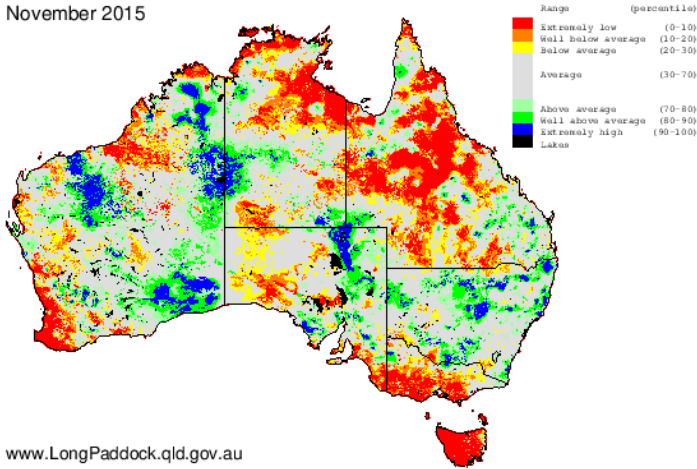 November 2015
Range (percentile)
Extremely low (0-10)
Well below average (10-20)
Below average (20-30)
Average (30-70)
Above average (70-80)
Well above average (80-90)
Extremely high (90-100)
Lakes
www.LongPaddock.qld.gov.au